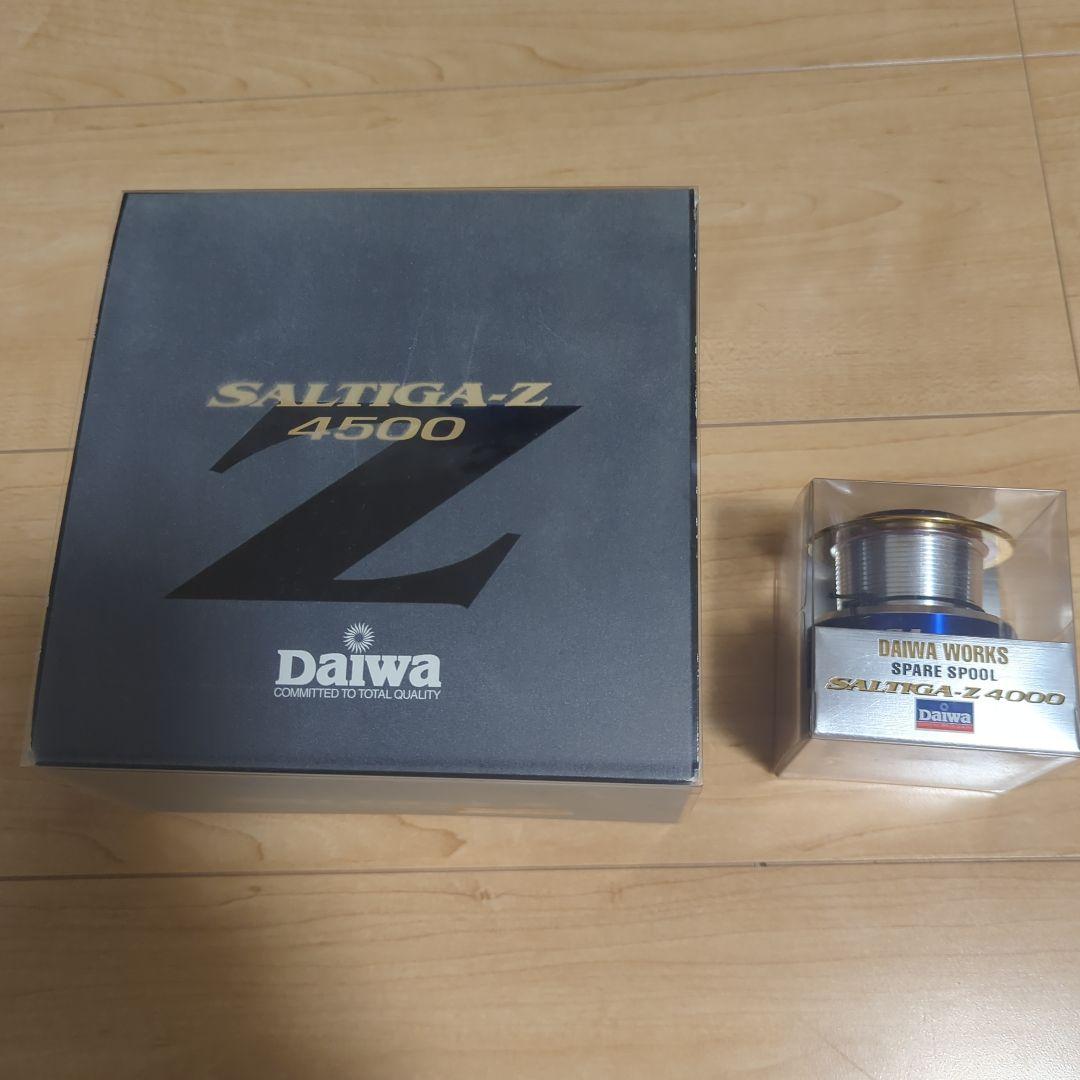 SALTIGA-Z
4500
Z
Daiwa
COMMITTED TO TOTAL QUALITY
DAIWA WORKS
SPARE SPOOL
SALTIGA-Z 4000
Daiwa